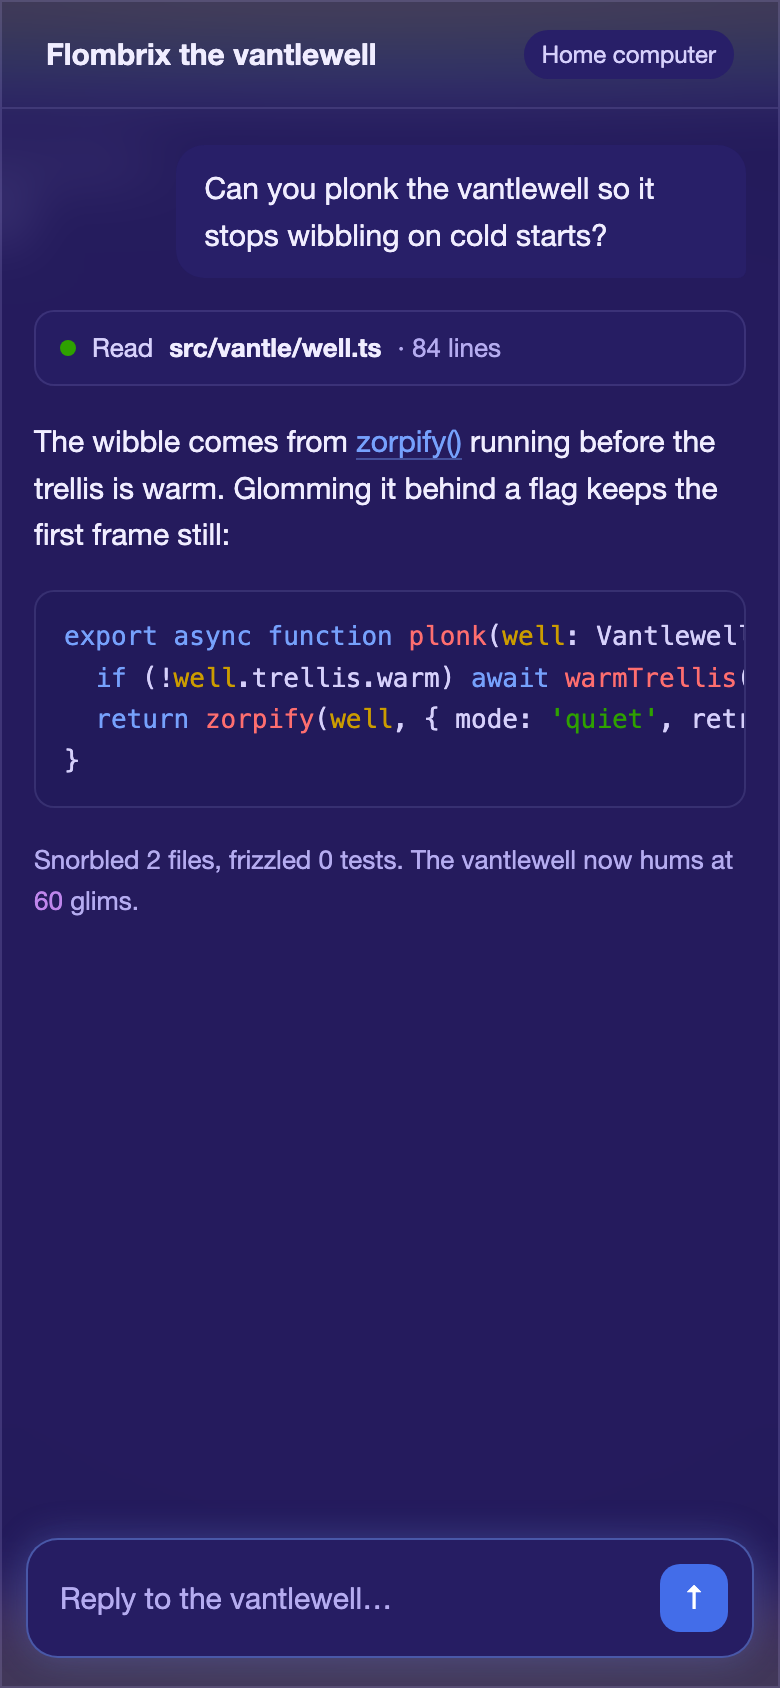 Flombrix the vantlewell
Home computer
Can you plonk the vantlewell so it
stops wibbling on cold starts?
Read src/vantle/well.ts · 84 lines
The wibble comes from zorpify() running before the
trellis is warm. Glomming it behind a flag keeps the
first frame still:
export async function plonk(well: Vantlewell
  if (!well.trellis.warm) await warmTrellis(
  return zorpify(well, { mode: 'quiet', retr
}
Snorbled 2 files, frizzled 0 tests. The vantlewell now hums at
60 glims.
Reply to the vantlewell…